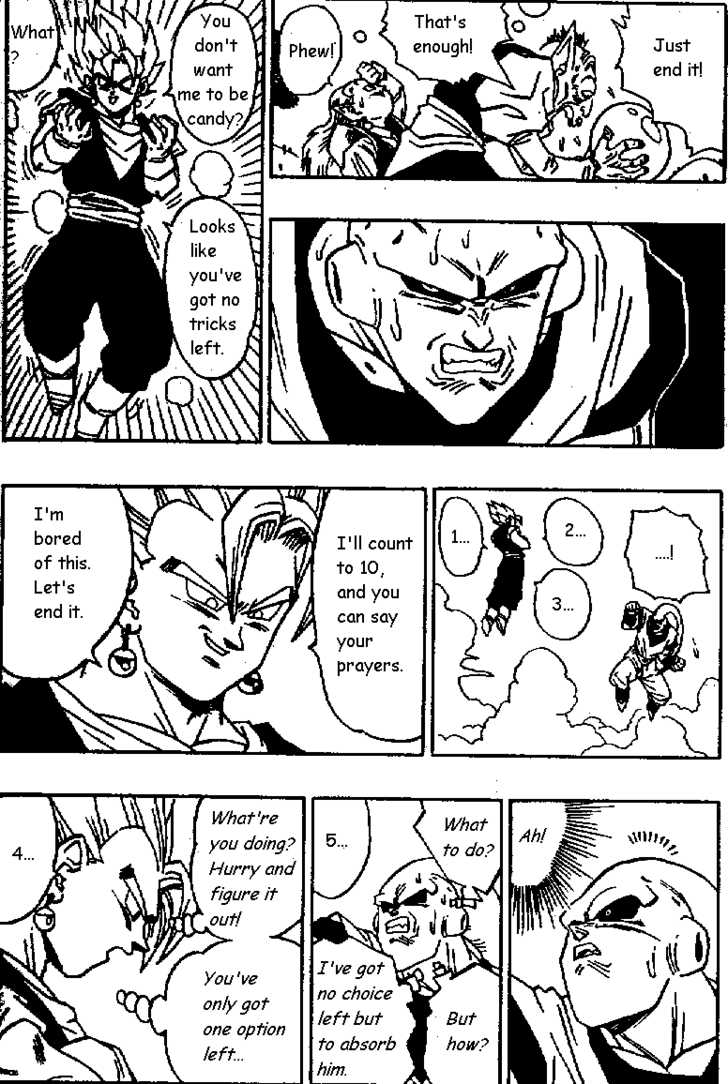 What
?
You
don't
want
me to be
candy?
Looks
like
you've
got no
tricks
left.
Phew!
That's
enough!
Just
end it!
I'm
bored
of this.
Let's
end it.
I'll count
to 10,
and you
can say
your
prayers.
1...
2...
3...
....!
4...
What're
you doing?
Hurry and
figure it
out!
You've
only got
one option
left...
5...
What
to do?
I've got
no choice
left but
to absorb
him.
But
how?
Ah!